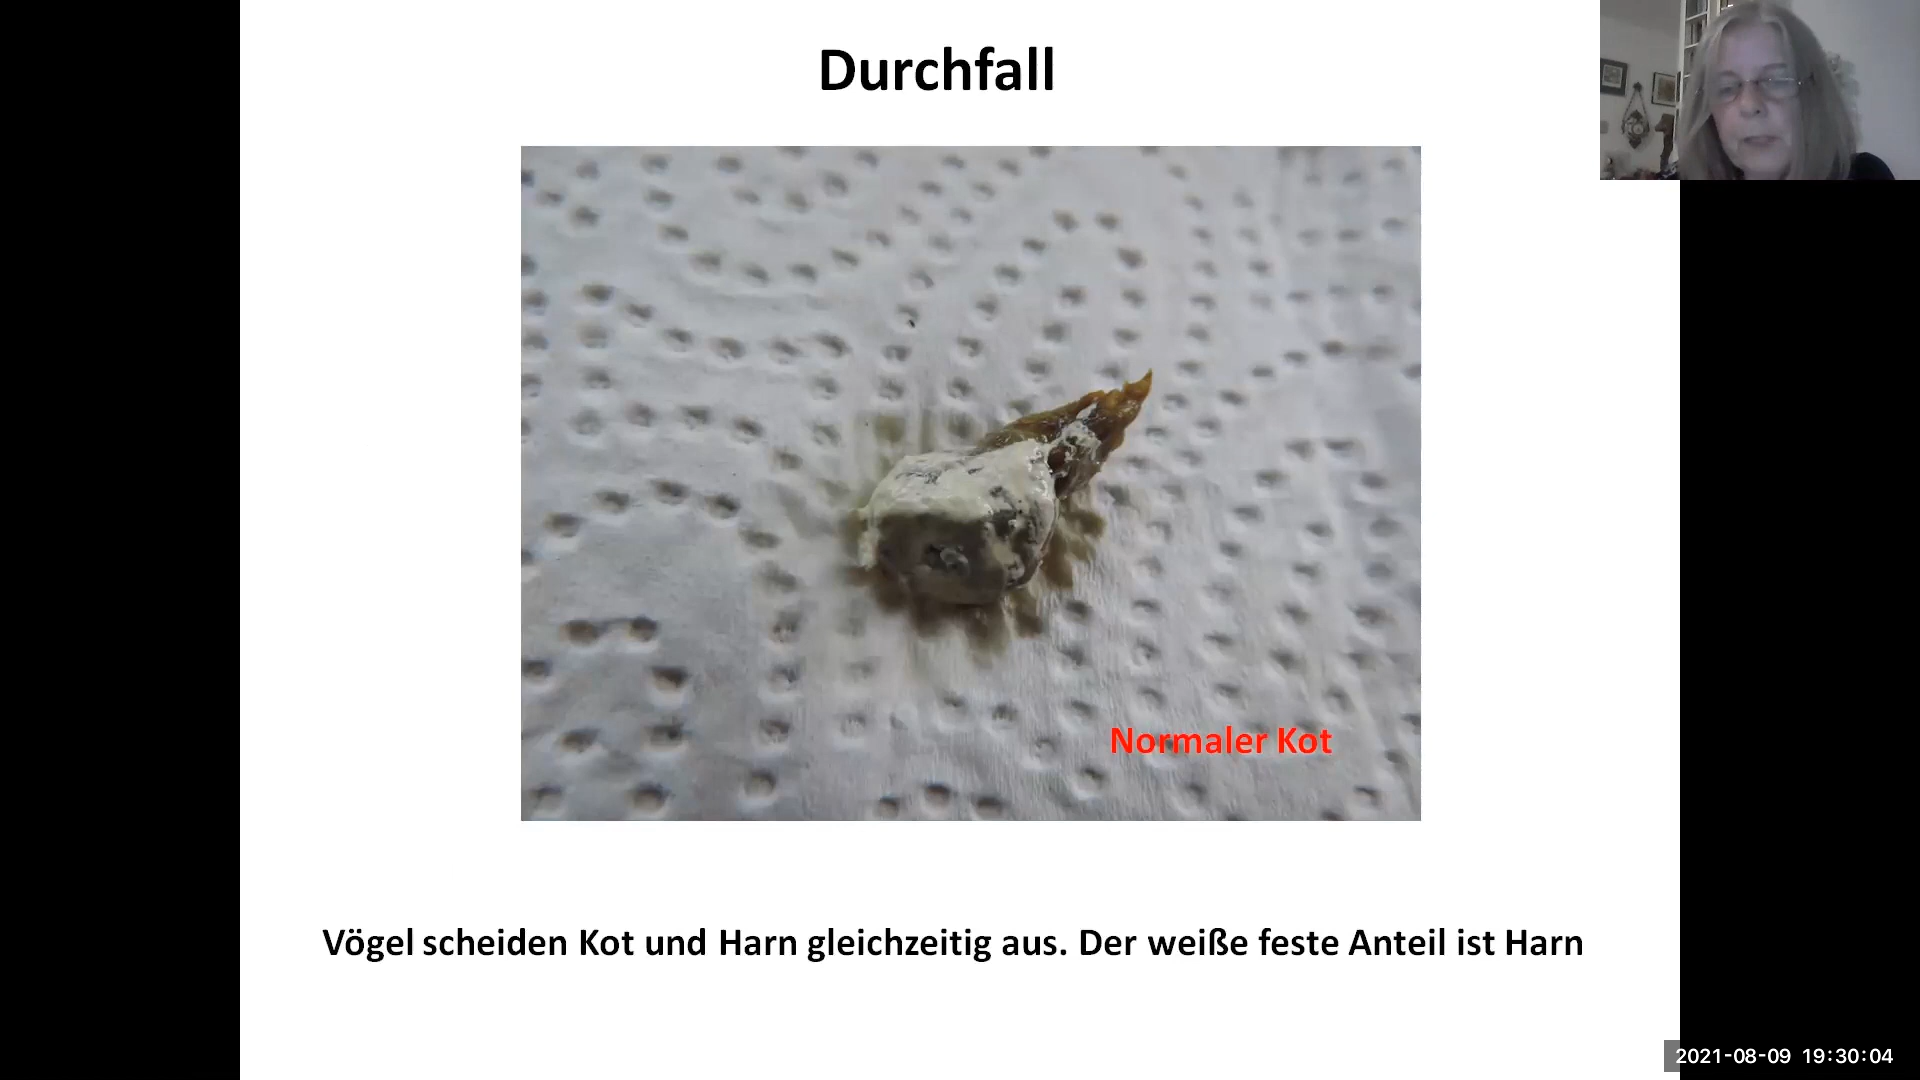 Durchfall
Normaler Kot
Vögel scheiden Kot und Harn gleichzeitig aus. Der weiße feste Anteil ist Harn
2021-08-09 19:30:04